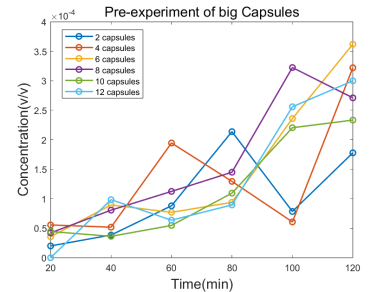 Pre-experiment of big Capsules
×10⁻⁴
4
3.5
3
2.5
2
1.5
1
0.5
0
Concentration(v/v)
2 capsules
4 capsules
6 capsules
8 capsules
10 capsules
12 capsules
20 40 60 80 100 120
Time(min)